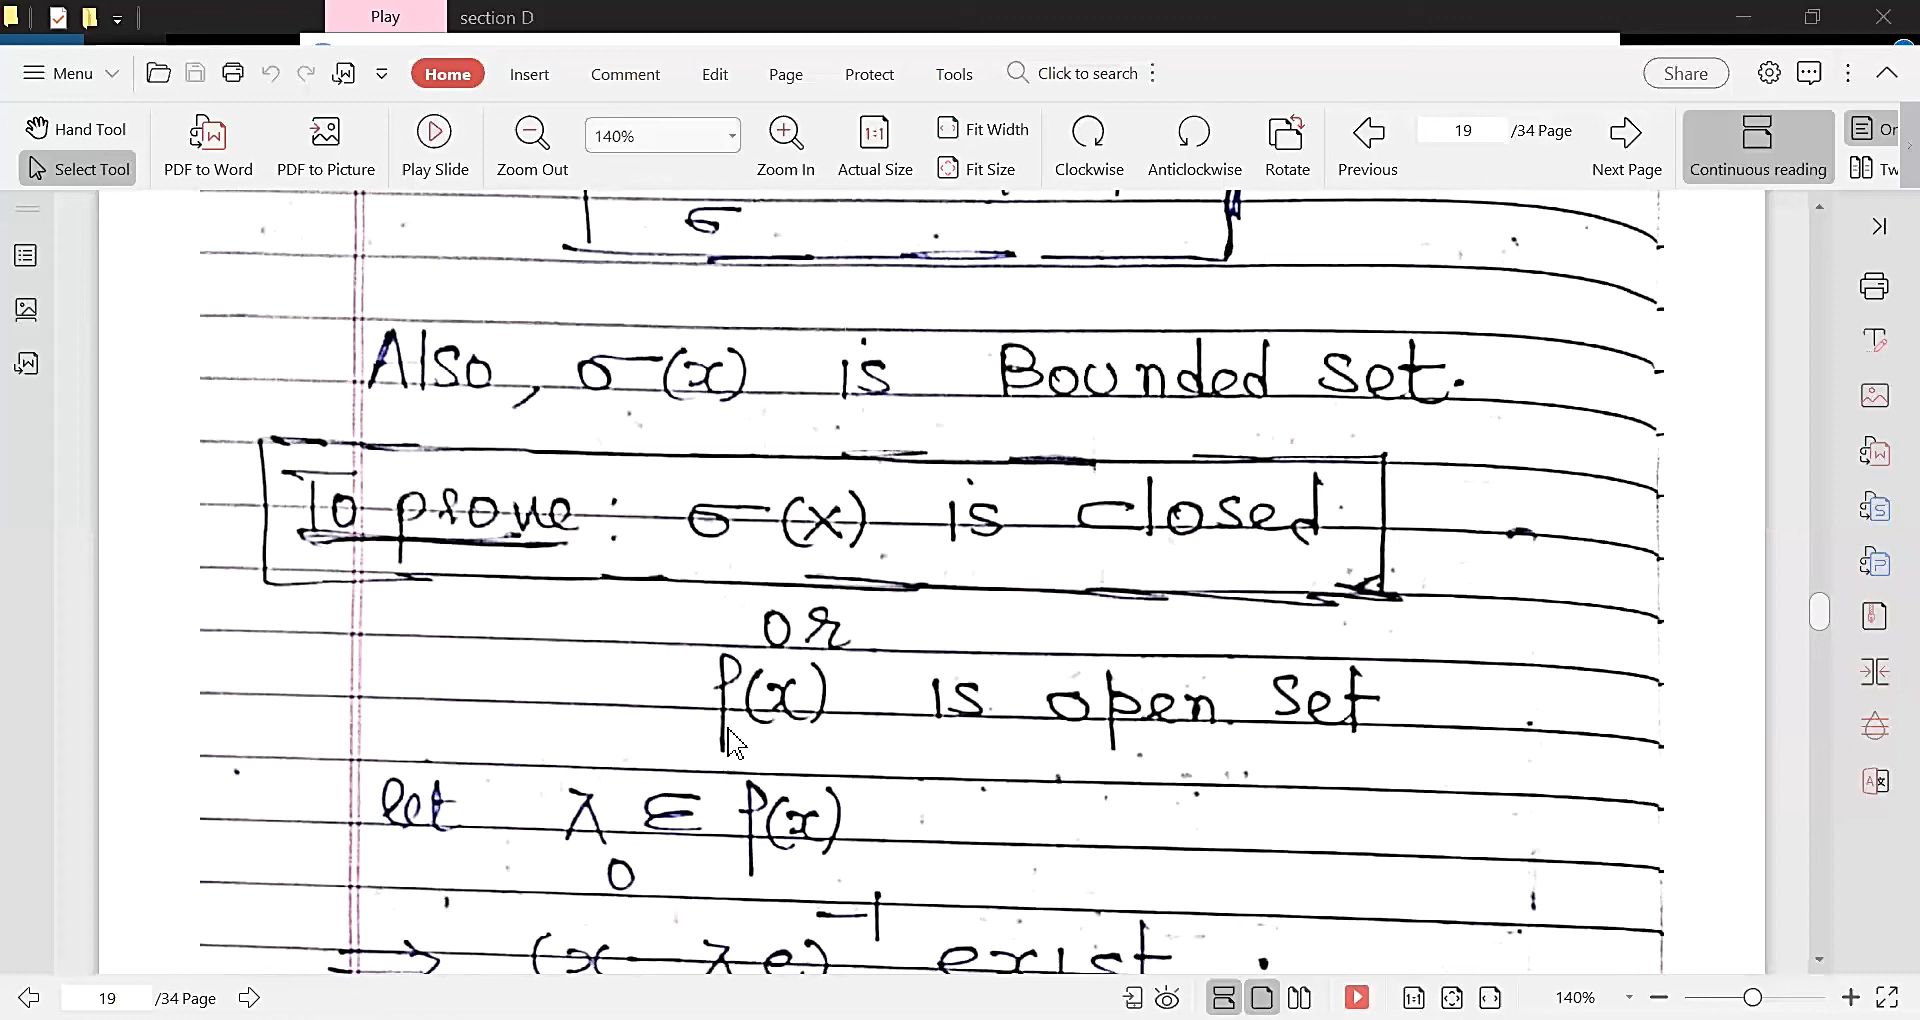 Play section D
Menu Home Insert Comment Edit Page Protect Tools Click to search Share
Hand Tool Select Tool PDF to Word PDF to Picture Play Slide Zoom Out 140% Zoom In Actual Size Fit Width Fit Size Clockwise Anticlockwise Rotate Previous 19 /34 Page Next Page Continuous reading Or Tw
σ
Also, σ(x) is Bounded set.
To prove: σ(x) is closed.
or
ρ(x) is open set
let λ0 ∈ ρ(x)
⇒ (x-λe)⁻¹ exist.
19 /34 Page 140%